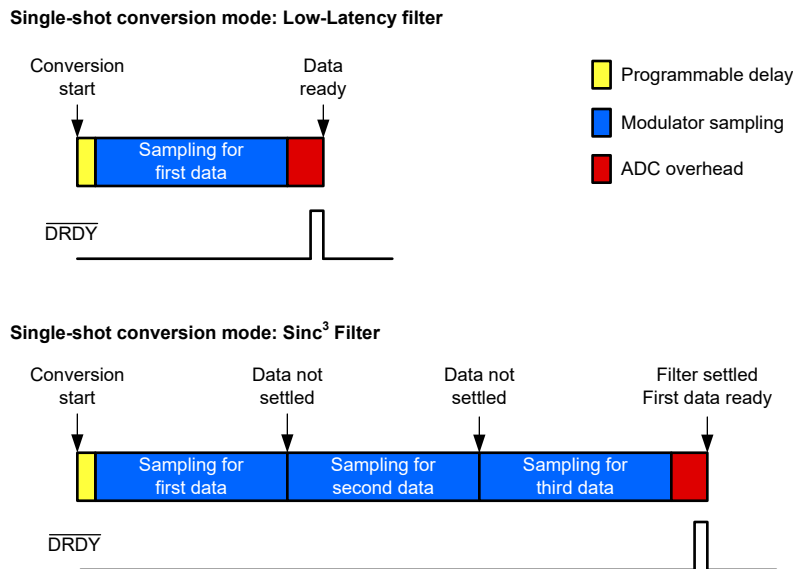 Single-shot conversion mode: Low-Latency filter
Conversion
start
Data
ready
Programmable delay
Modulator sampling
ADC overhead
Sampling for
first data
DRDY
Single-shot conversion mode: Sinc³ Filter
Conversion
start
Data not
settled
Data not
settled
Filter settled
First data ready
Sampling for
first data
Sampling for
second data
Sampling for
third data
DRDY